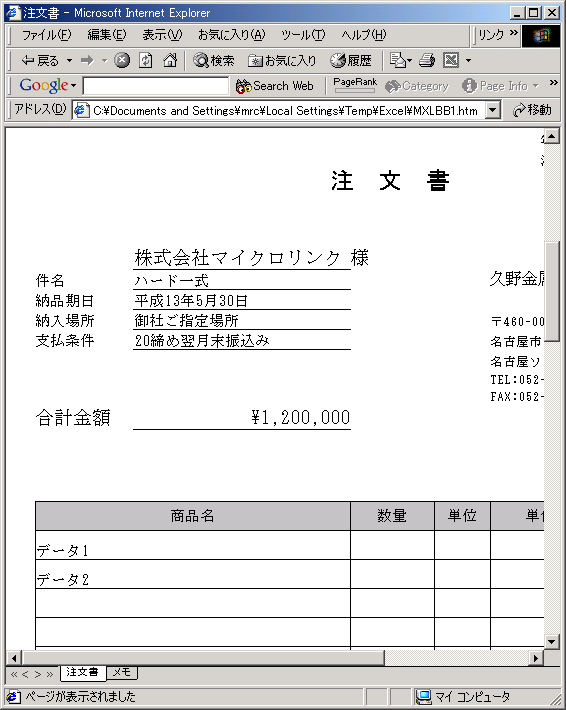 注文書 - Microsoft Internet Explorer
ファイル(F) 編集(E) 表示(V) お気に入り(A) ツール(T) ヘルプ(H) リンク »
戻る 検索 お気に入り 履歴 »
Google Search Web PageRank Category Page Info »
アドレス(D) C:¥Documents and Settings¥mrc¥Local Settings¥Temp¥Excel¥MXLBB1.htm 移動
注 文 書
株式会社マイクロリンク 様
件名 ハード一式 久野金
納品期日 平成13年5月30日
納入場所 御社ご指定場所 〒460-00
支払条件 20締め翌月末振込み 名古屋市
名古屋ソ
TEL:052-
FAX:052-
合計金額 ¥1,200,000
商品名 数量 単位 単
データ1
データ2
« < > » 注文書 メモ
ページが表示されました マイ コンピュータ